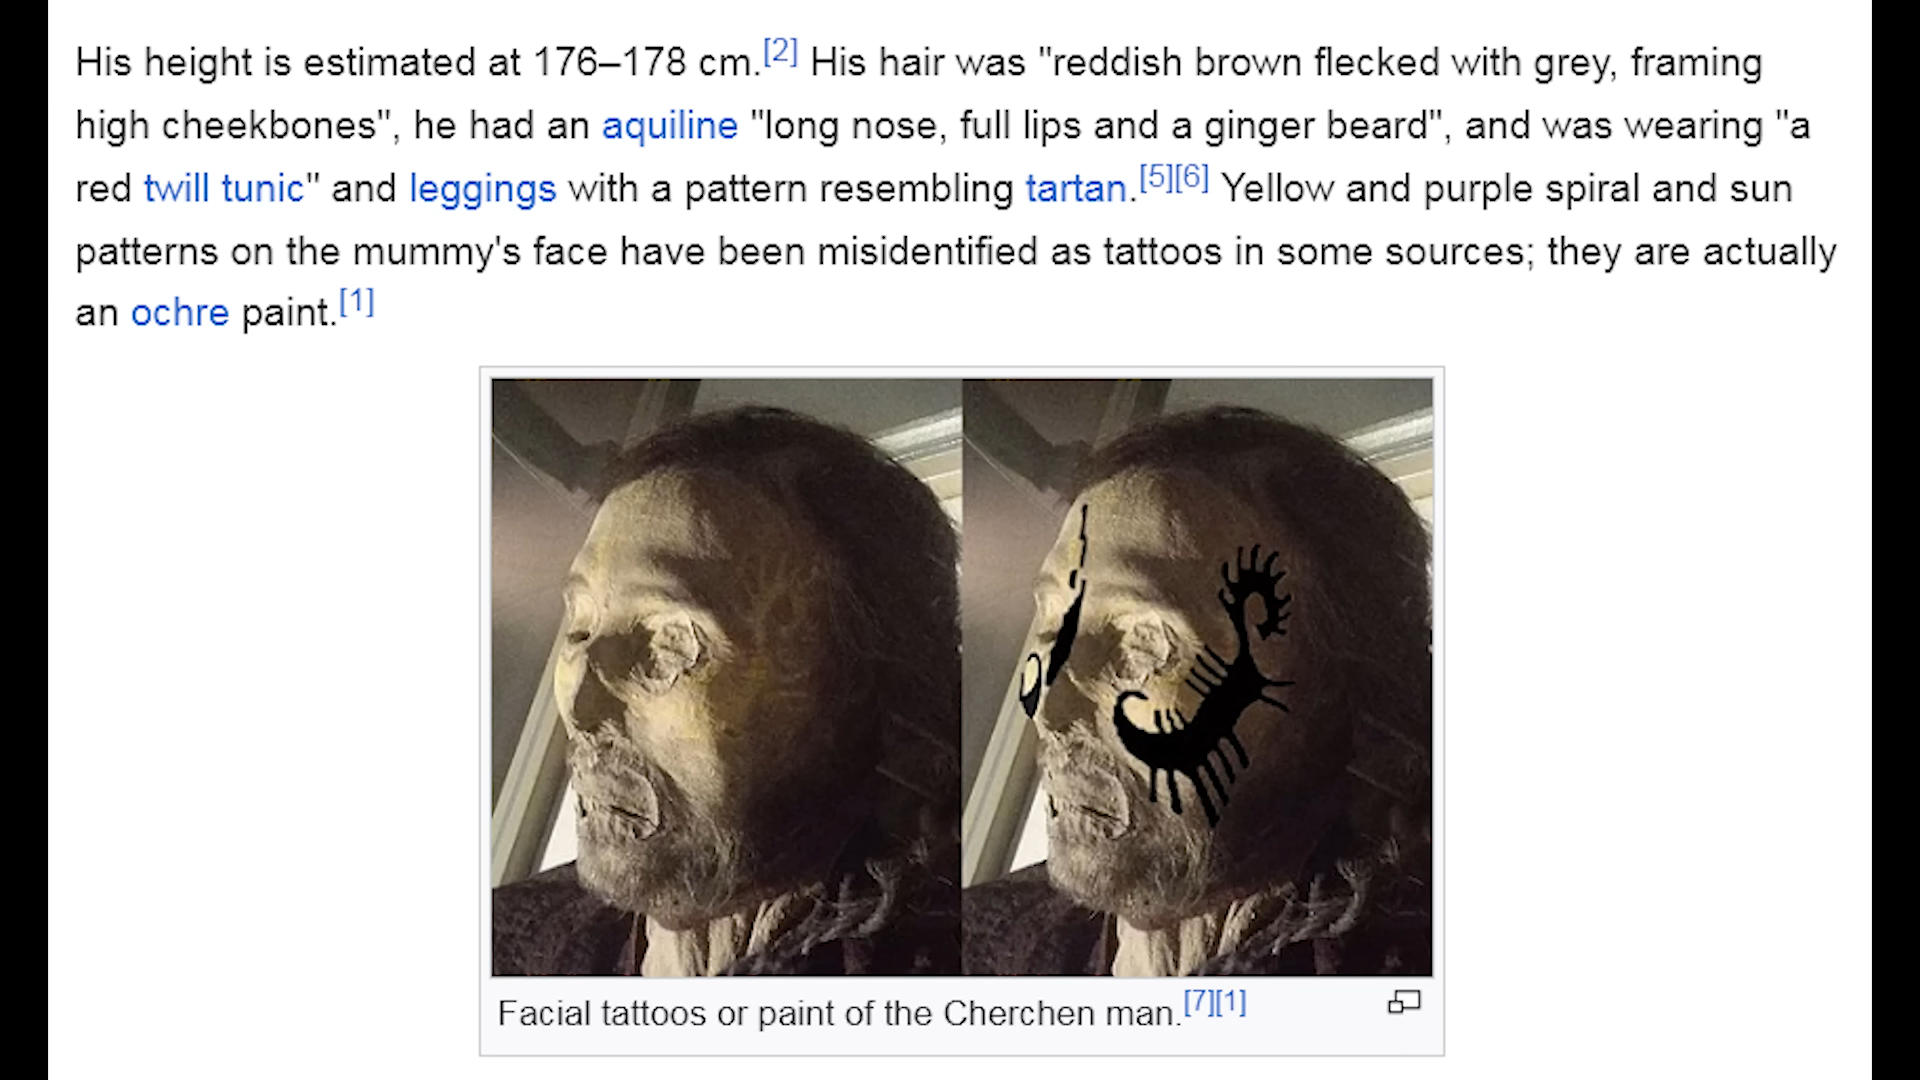 His height is estimated at 176–178 cm.[2] His hair was "reddish brown flecked with grey, framing
high cheekbones", he had an aquiline "long nose, full lips and a ginger beard", and was wearing "a
red twill tunic" and leggings with a pattern resembling tartan.[5][6] Yellow and purple spiral and sun
patterns on the mummy's face have been misidentified as tattoos in some sources; they are actually
an ochre paint.[1]
Facial tattoos or paint of the Cherchen man.[7][1]